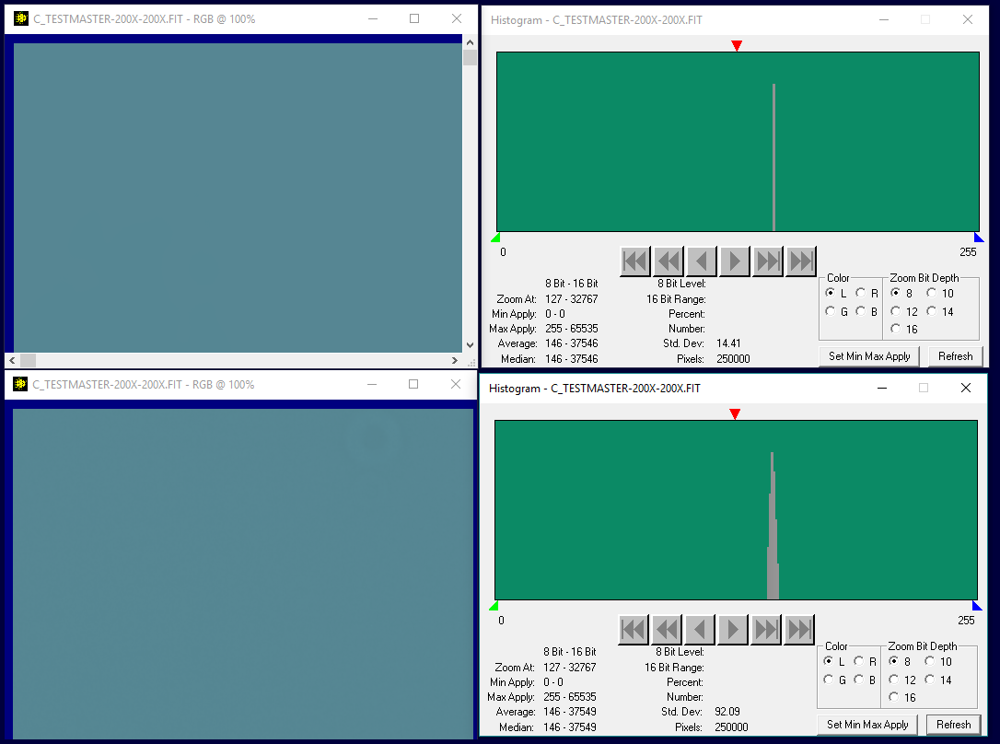 C_TESTMASTER-200X-200X.FIT - RGB @ 100%
Histogram - C_TESTMASTER-200X-200X.FIT
0 255
8 Bit - 16 Bit 8 Bit Level:
Zoom At: 127 - 32767 16 Bit Range:
Min Apply: 0 - 0 Percent:
Max Apply: 255 - 65535 Number:
Average: 146 - 37546 Std. Dev: 14.41
Median: 146 - 37546 Pixels: 250000
Color
L R
G B
Zoom Bit Depth
8 10
12 14
16
Set Min Max Apply Refresh
C_TESTMASTER-200X-200X.FIT - RGB @ 100%
Histogram - C_TESTMASTER-200X-200X.FIT
0 255
8 Bit - 16 Bit 8 Bit Level:
Zoom At: 127 - 32767 16 Bit Range:
Min Apply: 0 - 0 Percent:
Max Apply: 255 - 65535 Number:
Average: 146 - 37549 Std. Dev: 92.09
Median: 146 - 37549 Pixels: 250000
Color
L R
G B
Zoom Bit Depth
8 10
12 14
16
Set Min Max Apply Refresh